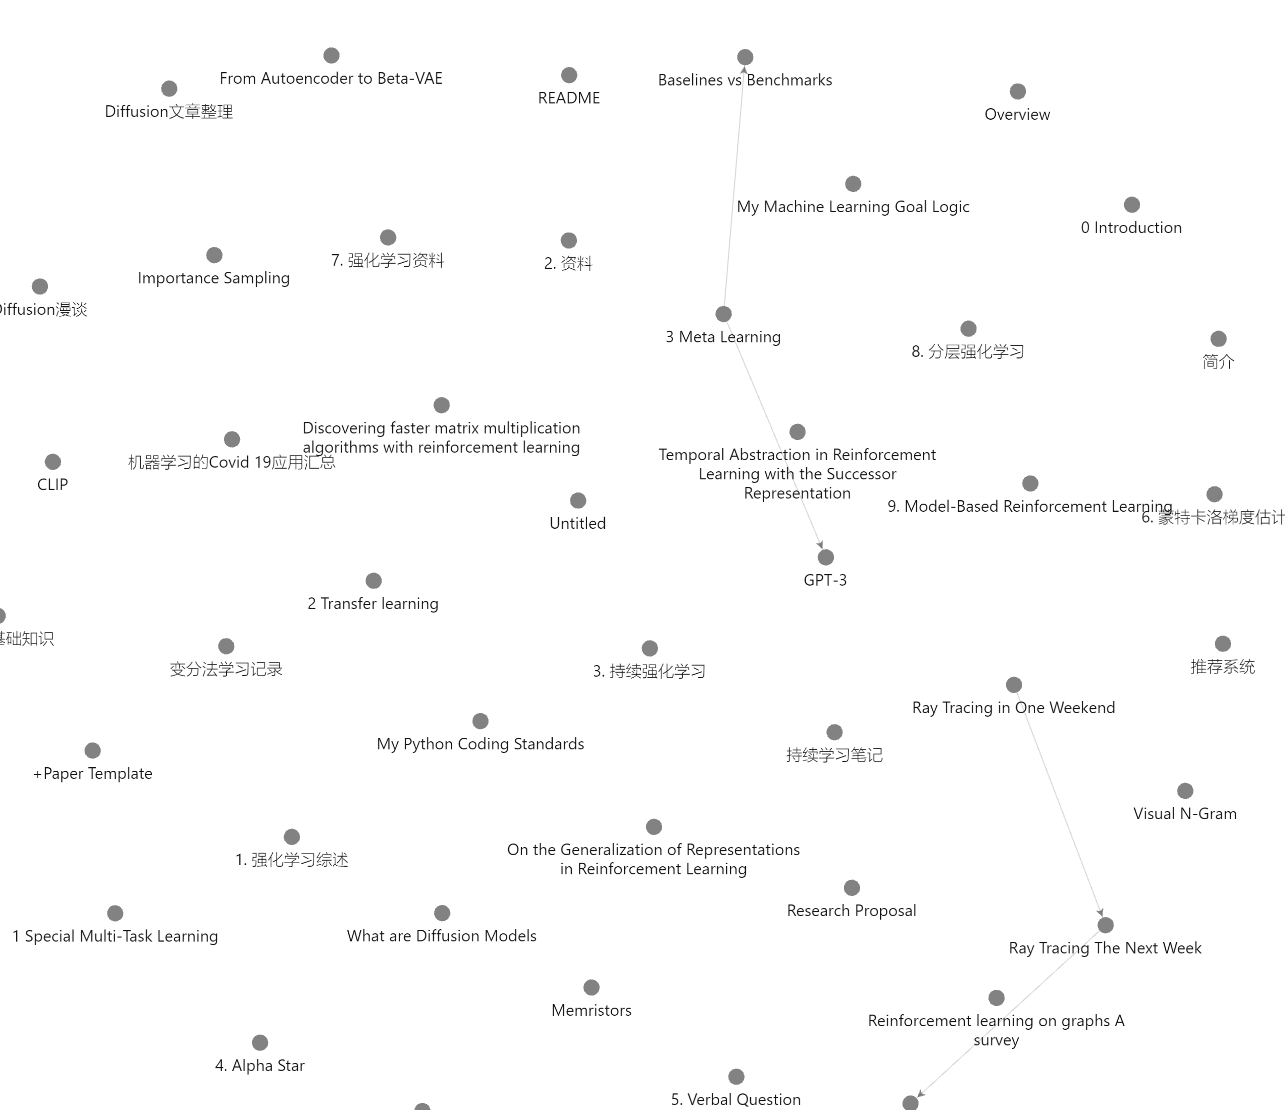 From Autoencoder to Beta-VAE
Baselines vs Benchmarks
README
Diffusion文章整理
Overview
My Machine Learning Goal Logic
0 Introduction
7. 强化学习资料
2. 资料
Importance Sampling
Diffusion漫谈
3 Meta Learning
8. 分层强化学习
简介
Discovering faster matrix multiplication
algorithms with reinforcement learning
机器学习的Covid 19应用汇总
Temporal Abstraction in Reinforcement
Learning with the Successor
Representation
CLIP
9. Model-Based Reinforcement Learning
6. 蒙特卡洛梯度估计
Untitled
GPT-3
2 Transfer learning
基础知识
变分法学习记录
3. 持续强化学习
推荐系统
Ray Tracing in One Weekend
My Python Coding Standards
持续学习笔记
+Paper Template
Visual N-Gram
1. 强化学习综述
On the Generalization of Representations
in Reinforcement Learning
Research Proposal
1 Special Multi-Task Learning
What are Diffusion Models
Ray Tracing The Next Week
Memristors
Reinforcement learning on graphs A
survey
4. Alpha Star
5. Verbal Question